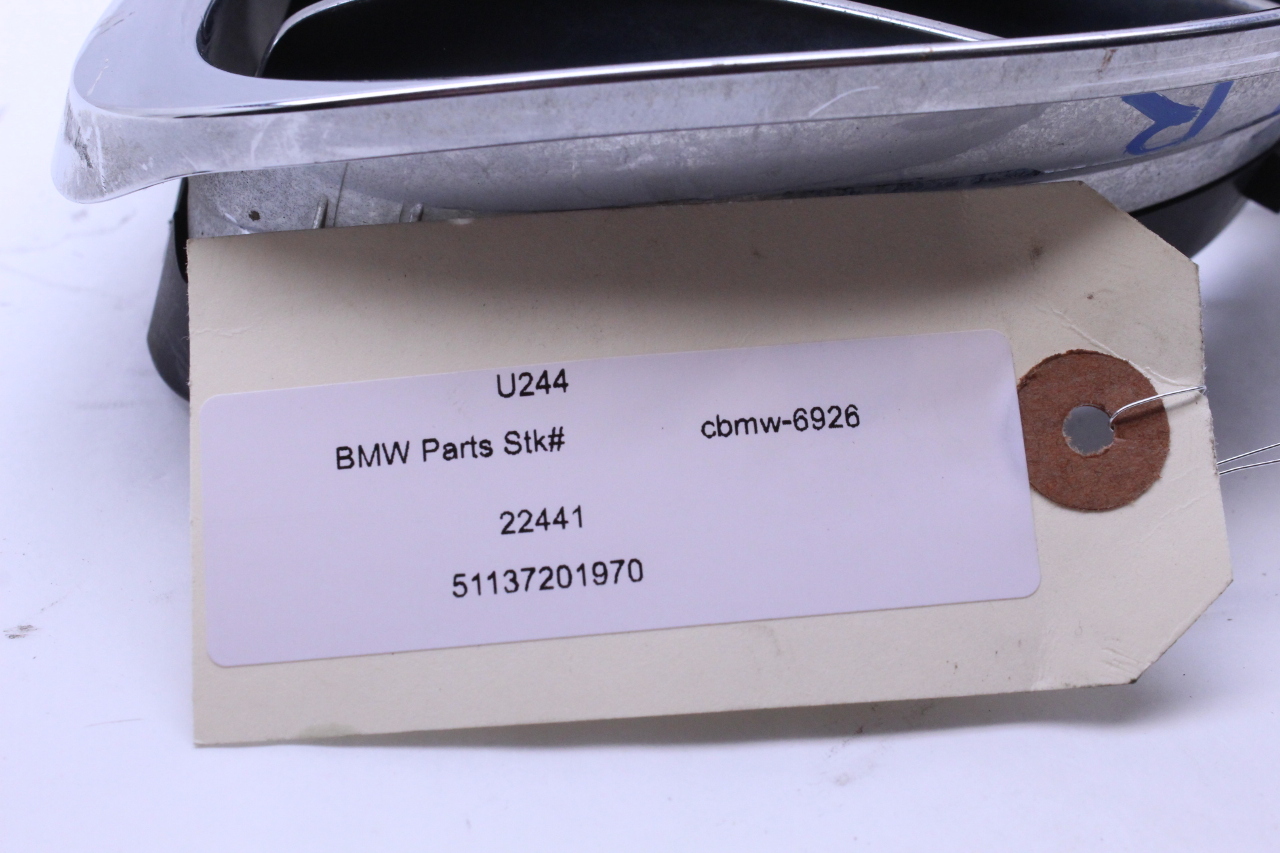 R
U244
BMW Parts Stk# cbmw-6926
22441
51137201970